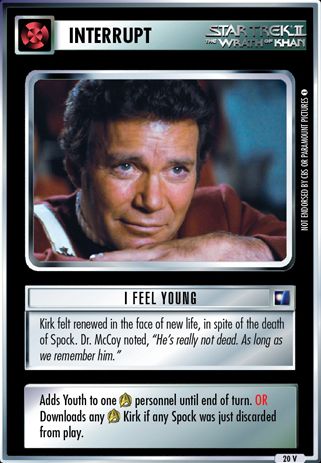 INTERRUPT
STAR TREK II
THE WRATH OF KHAN
NOT ENDORSED BY CBS OR PARAMOUNT PICTURES
I FEEL YOUNG
Kirk felt renewed in the face of new life, in spite of the death
of Spock. Dr. McCoy noted, “He's really not dead. As long as
we remember him.”
Adds Youth to one personnel until end of turn. OR
Downloads any Kirk if any Spock was just discarded
from play.
20 V